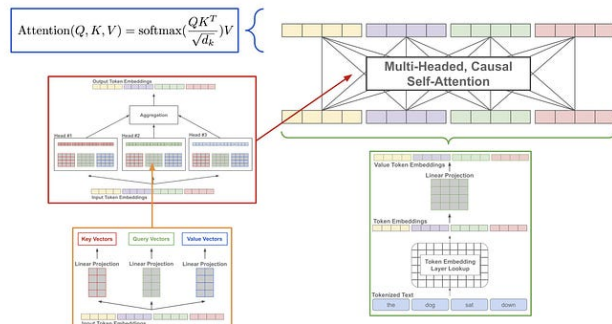 Attention(Q, K, V) = softmax(QK^T / √d_k)V
Multi-Headed, Causal
Self-Attention
Output Token Embeddings
Aggregation
Head #1
Head #2
Head #3
Input Token Embeddings
Key Vectors
Query Vectors
Value Vectors
Linear Projection
Linear Projection
Linear Projection
Input Token Embeddings
Value Token Embeddings
Linear Projection
Token Embeddings
Token Embedding
Layer Lookup
Tokenized Text
the
dog
sat
down